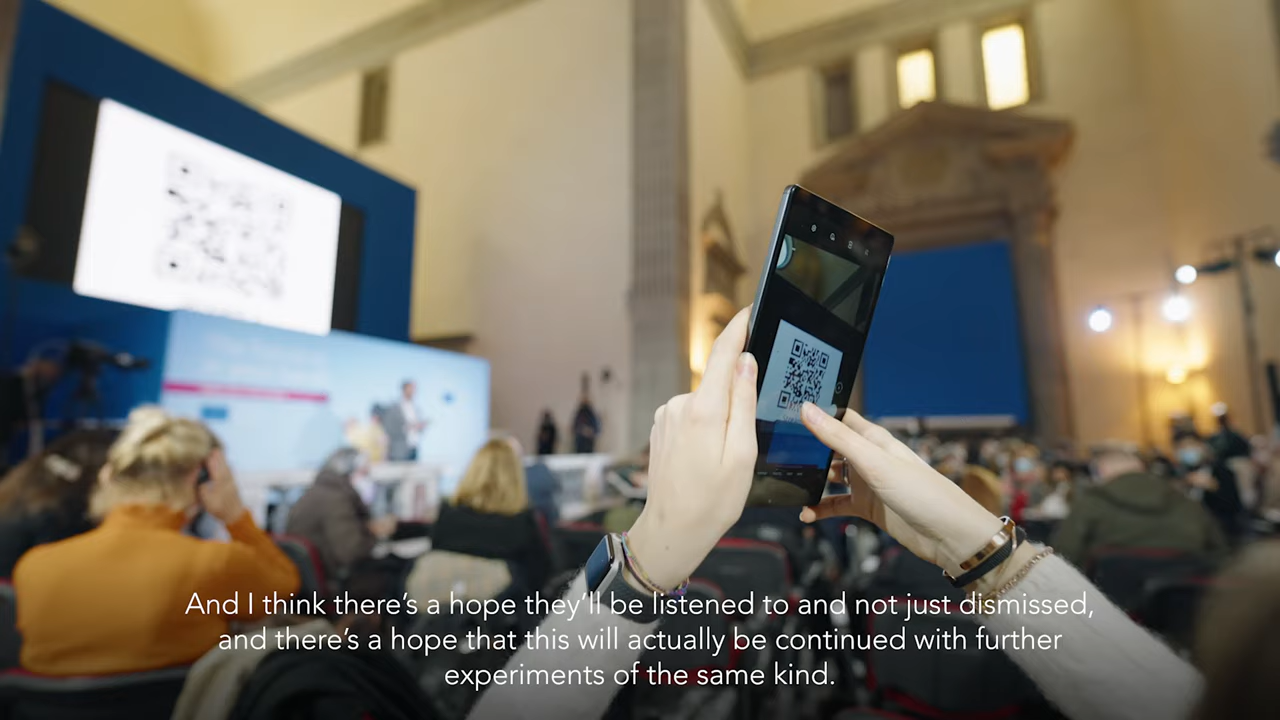 And I think there’s a hope they’ll be listened to and not just dismissed,
and there’s a hope that this will actually be continued with further
experiments of the same kind.